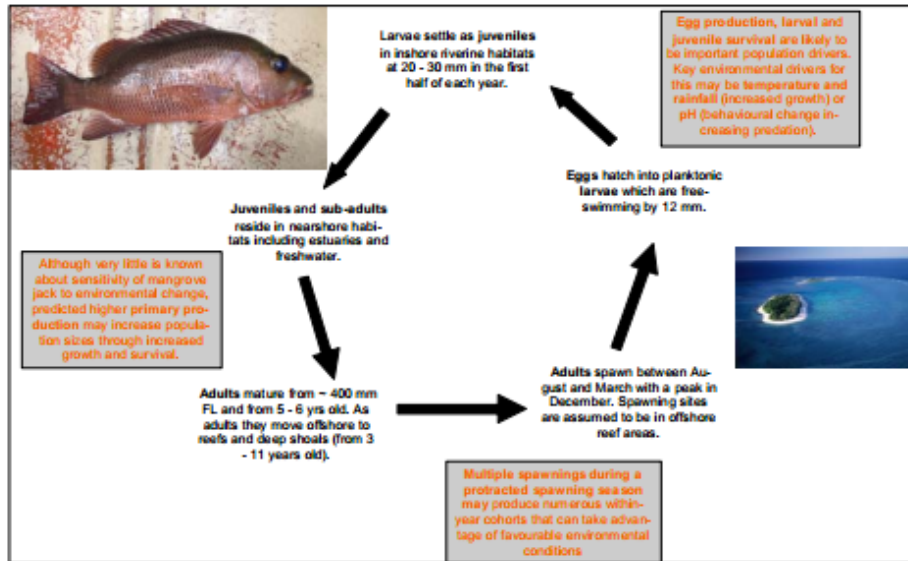 Larvae settle as juveniles
in inshore riverine habitats
at 20 - 30 mm in the first
half of each year.
Egg production, larval and
juvenile survival are likely to
be important population drivers.
Key environmental drivers for
this may be temperature and
rainfall (increased growth) or
pH (behavioural change in-
creasing predation).
Eggs hatch into planktonic
larvae which are free-
swimming by 12 mm.
Juveniles and sub-adults
reside in nearshore habi-
tats including estuaries and
freshwater.
Although very little is known
about sensitivity of mangrove
jack to environmental change,
predicted higher primary pro-
duction may increase popula-
tion sizes through increased
growth and survival.
Adults mature from ~ 400 mm
FL and from 5 - 6 yrs old. As
adults they move offshore to
reefs and deep shoals (from 3
- 11 years old).
Adults spawn between Au-
gust and March with a peak in
December. Spawning sites
are assumed to be in offshore
reef areas.
Multiple spawnings during a
protracted spawning season
may produce numerous within-
year cohorts that can take advan-
tage of favourable environmental
conditions